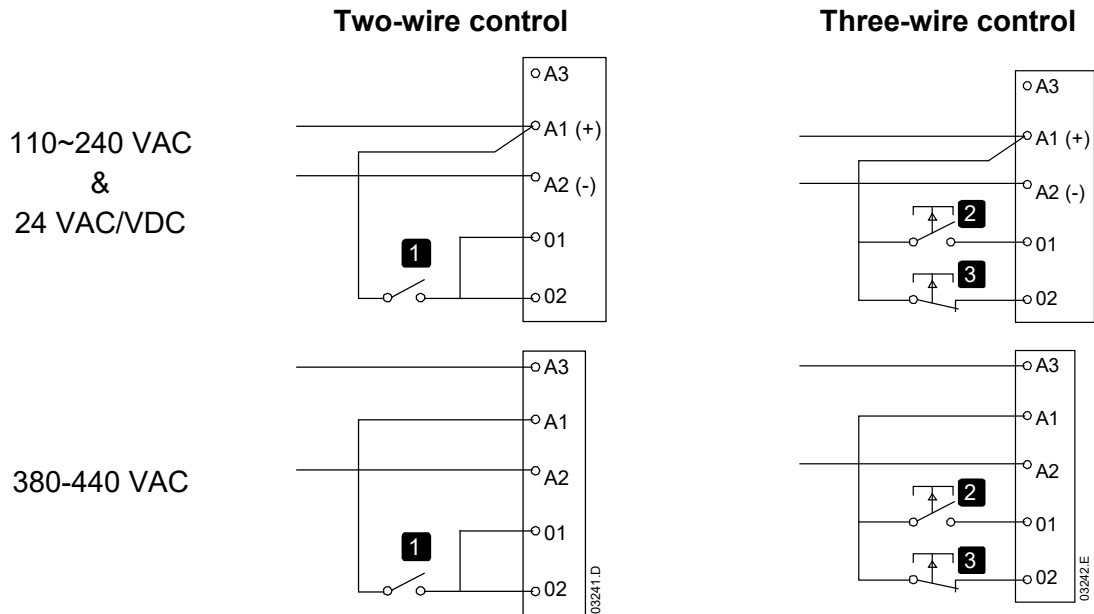 Two-wire control
Three-wire control
110~240 VAC
&
24 VAC/VDC
A3
A1 (+)
A2 (-)
01
02
1
A3
A1 (+)
A2 (-)
01
02
2
3
380-440 VAC
A3
A1
A2
01
02
1
03241.D
A3
A1
A2
01
02
2
3
03242.E